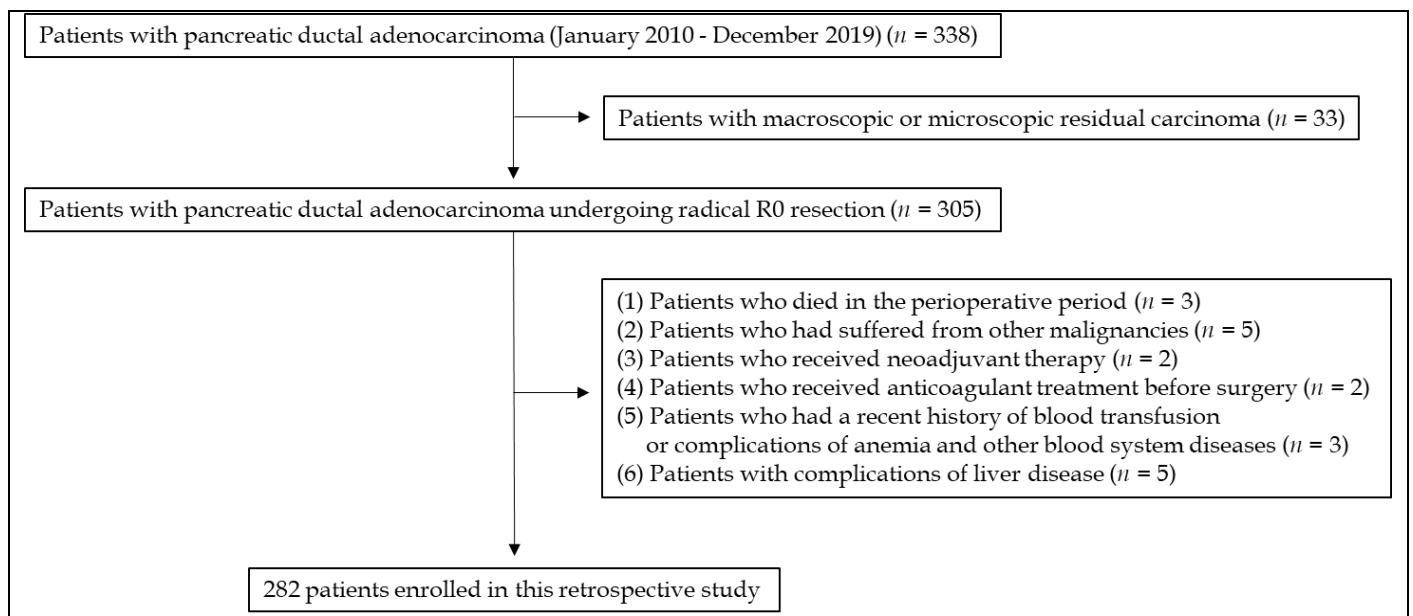 Patients with pancreatic ductal adenocarcinoma (January 2010 - December 2019) (n = 338)
Patients with macroscopic or microscopic residual carcinoma (n = 33)
Patients with pancreatic ductal adenocarcinoma undergoing radical R0 resection (n = 305)
(1) Patients who died in the perioperative period (n = 3)
(2) Patients who had suffered from other malignancies (n = 5)
(3) Patients who received neoadjuvant therapy (n = 2)
(4) Patients who received anticoagulant treatment before surgery (n = 2)
(5) Patients who had a recent history of blood transfusion
or complications of anemia and other blood system diseases (n = 3)
(6) Patients with complications of liver disease (n = 5)
282 patients enrolled in this retrospective study